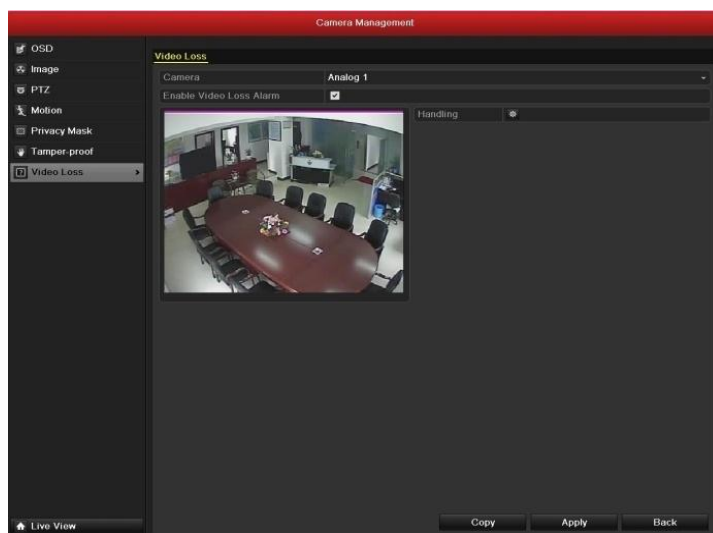 Camera Management
OSD
Image
PTZ
Motion
Privacy Mask
Tamper-proof
Video Loss
Video Loss
Camera Analog 1
Enable Video Loss Alarm
Handling
Live View
Copy Apply Back